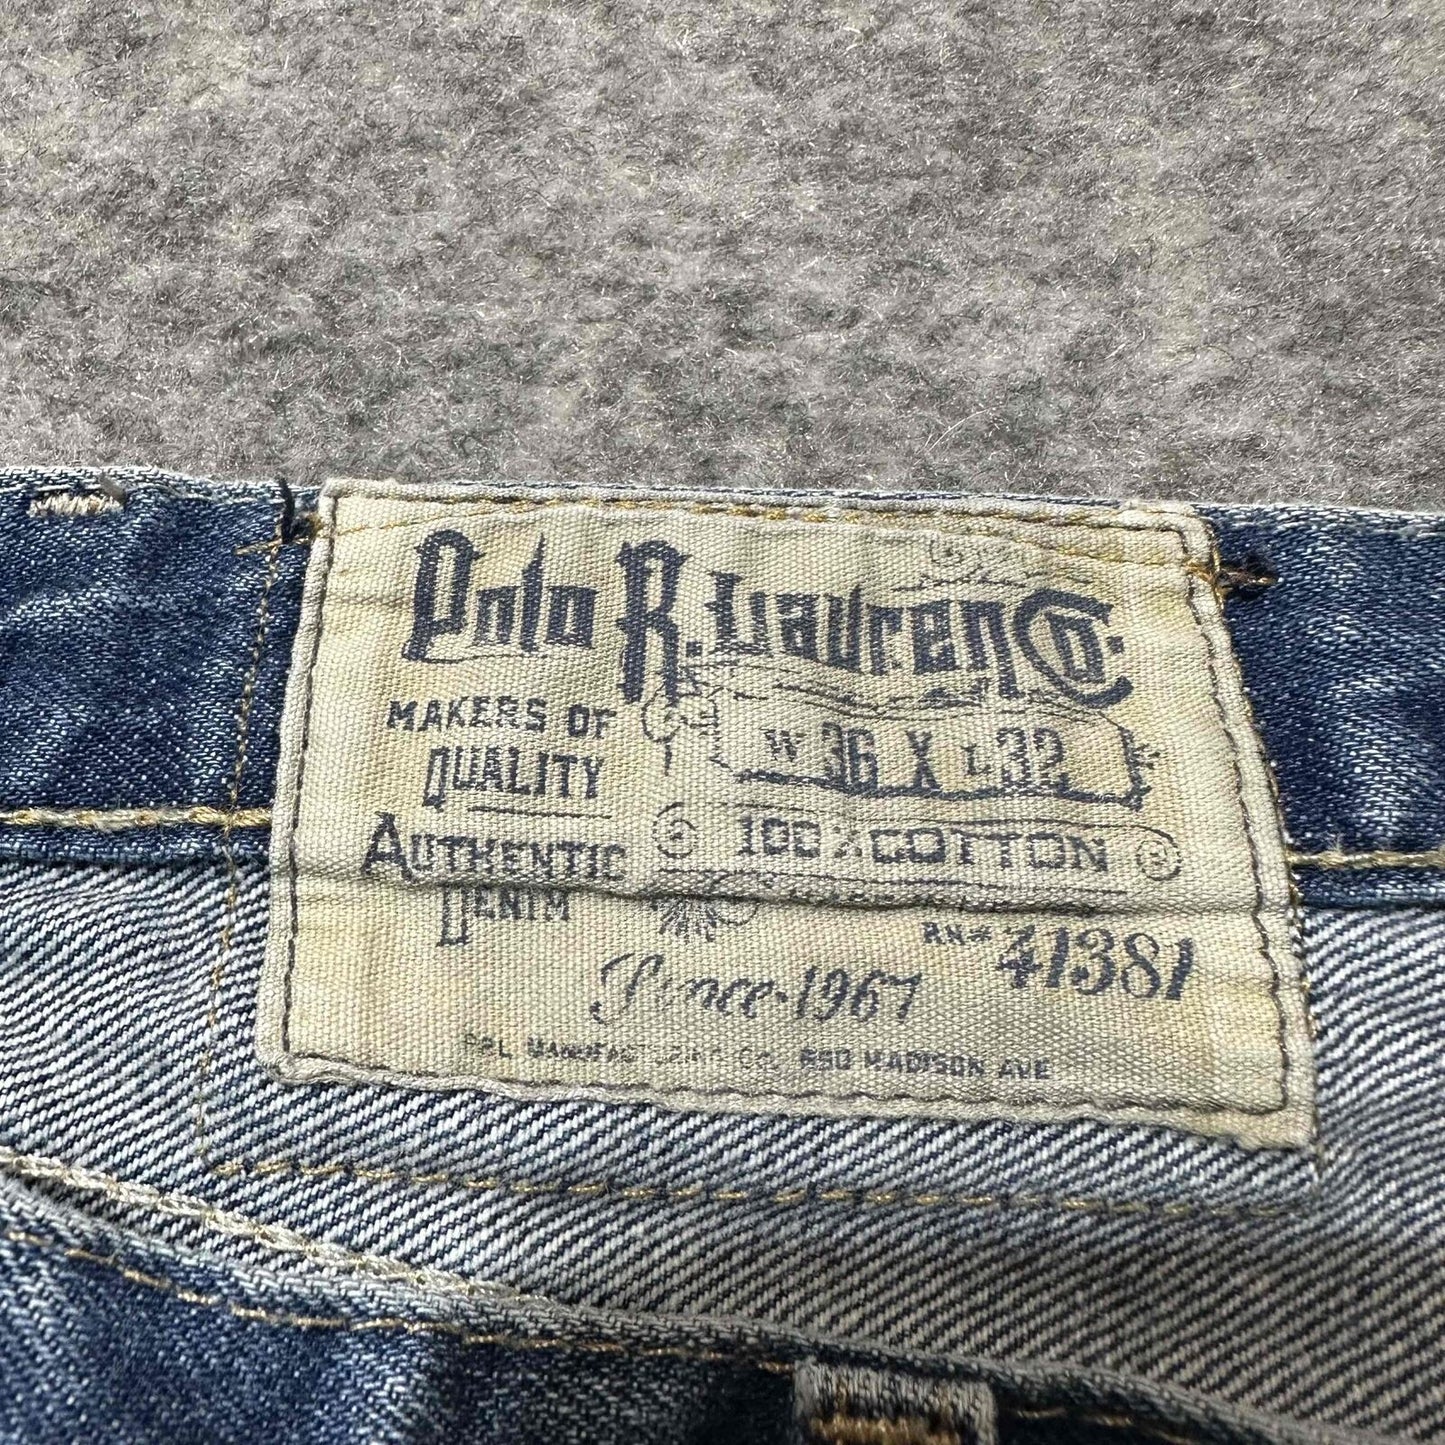 Polo R. Lauren Co.
MAKERS OF
QUALITY
W 36 X L 32
AUTHENTIC
DENIM
100% COTTON
RN# 41381
Since 1967
PRL MANUFACTURING CO. 650 MADISON AVE